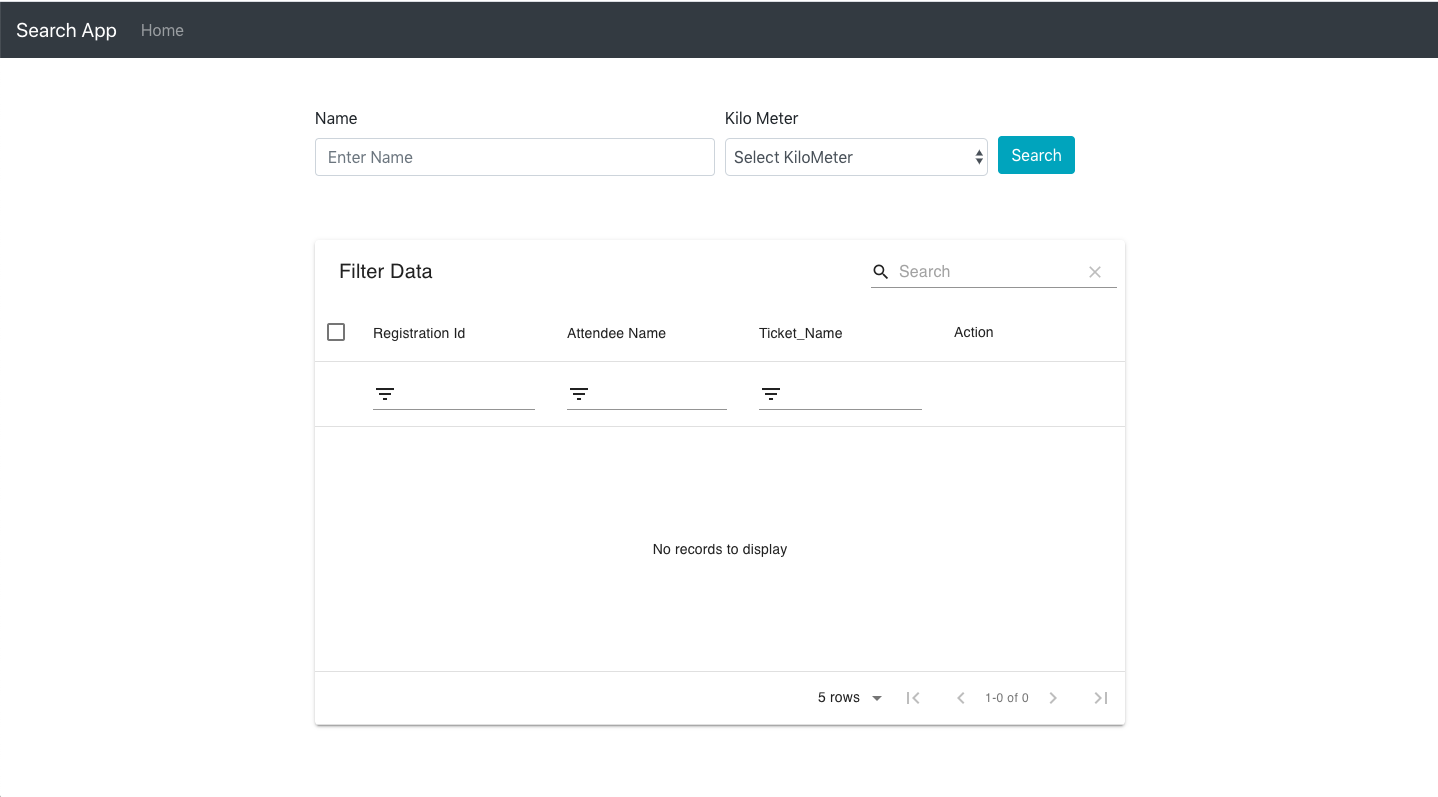 Search App Home
Name Kilo Meter
Enter Name Select KiloMeter Search
Filter Data Search
Registration Id Attendee Name Ticket_Name Action
No records to display
5 rows 1-0 of 0